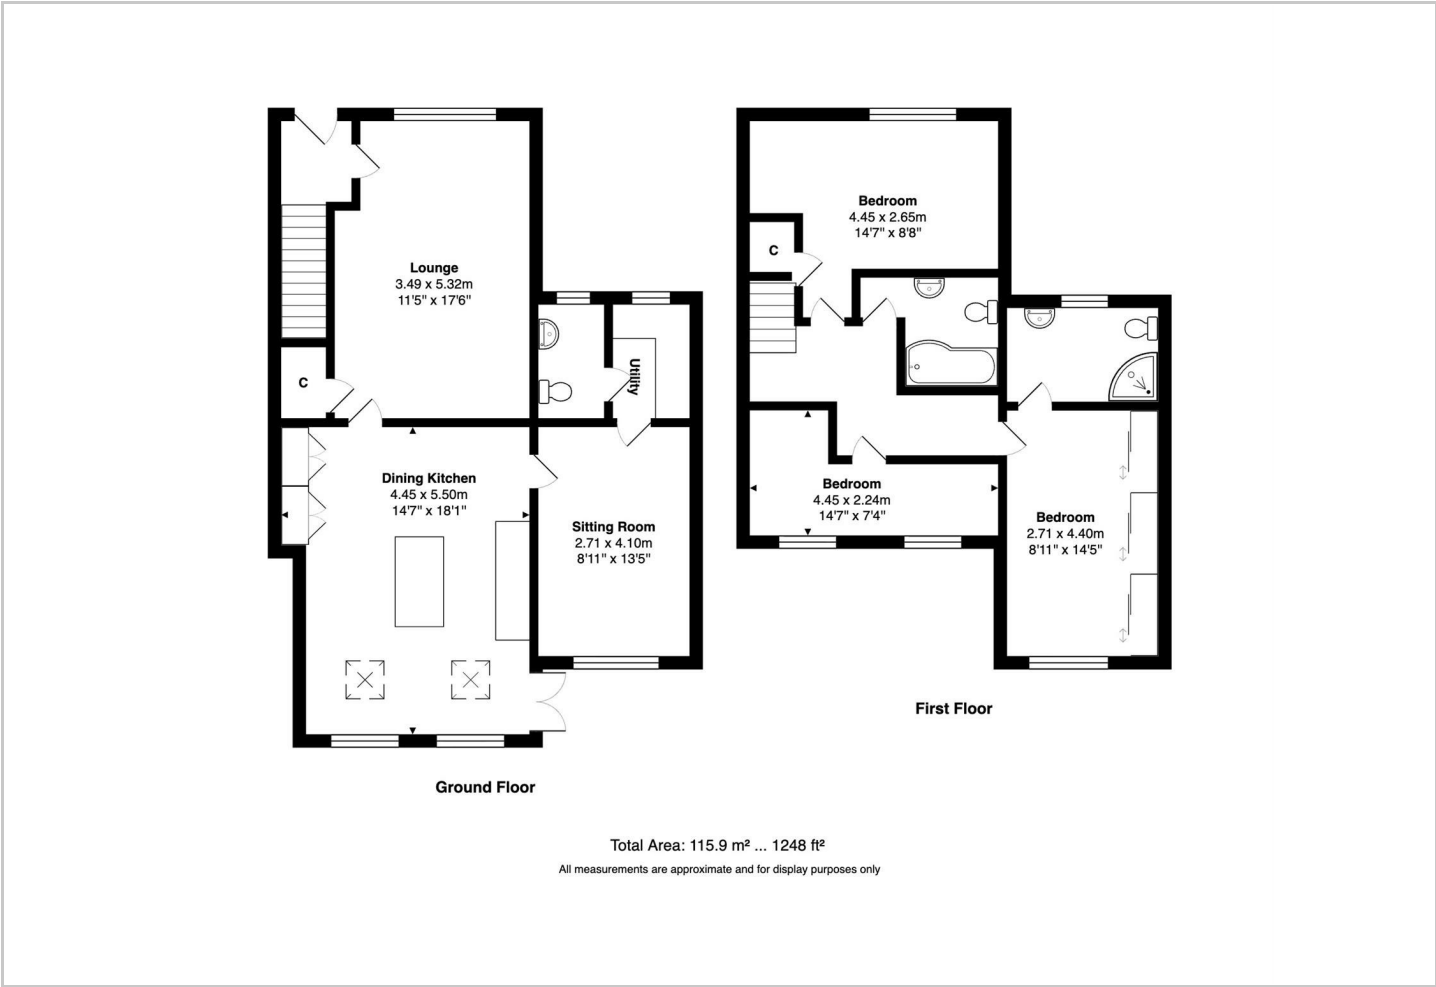 Lounge
3.49 x 5.32m
11'5" x 17'6"
C
Utility
Dining Kitchen
4.45 x 5.50m
14'7" x 18'1"
Sitting Room
2.71 x 4.10m
8'11" x 13'5"
Ground Floor
Bedroom
4.45 x 2.65m
14'7" x 8'8"
C
Bedroom
4.45 x 2.24m
14'7" x 7'4"
Bedroom
2.71 x 4.40m
8'11" x 14'5"
First Floor
Total Area: 115.9 m² ... 1248 ft²
All measurements are approximate and for display purposes only